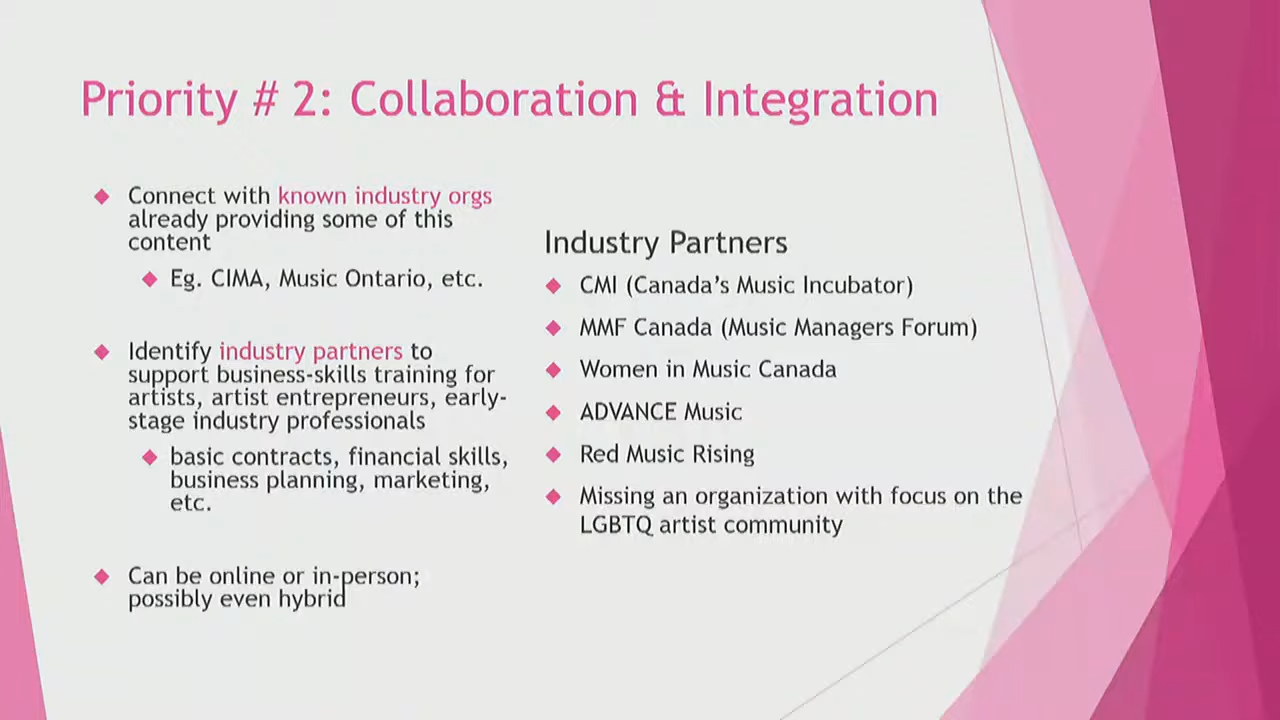 Priority # 2: Collaboration & Integration
Connect with known industry orgs
already providing some of this
content
Eg. CIMA, Music Ontario, etc.
Identify industry partners to
support business-skills training for
artists, artist entrepreneurs, early-
stage industry professionals
basic contracts, financial skills,
business planning, marketing,
etc.
Can be online or in-person;
possibly even hybrid
Industry Partners
CMI (Canada's Music Incubator)
MMF Canada (Music Managers Forum)
Women in Music Canada
ADVANCE Music
Red Music Rising
Missing an organization with focus on the
LGBTQ artist community